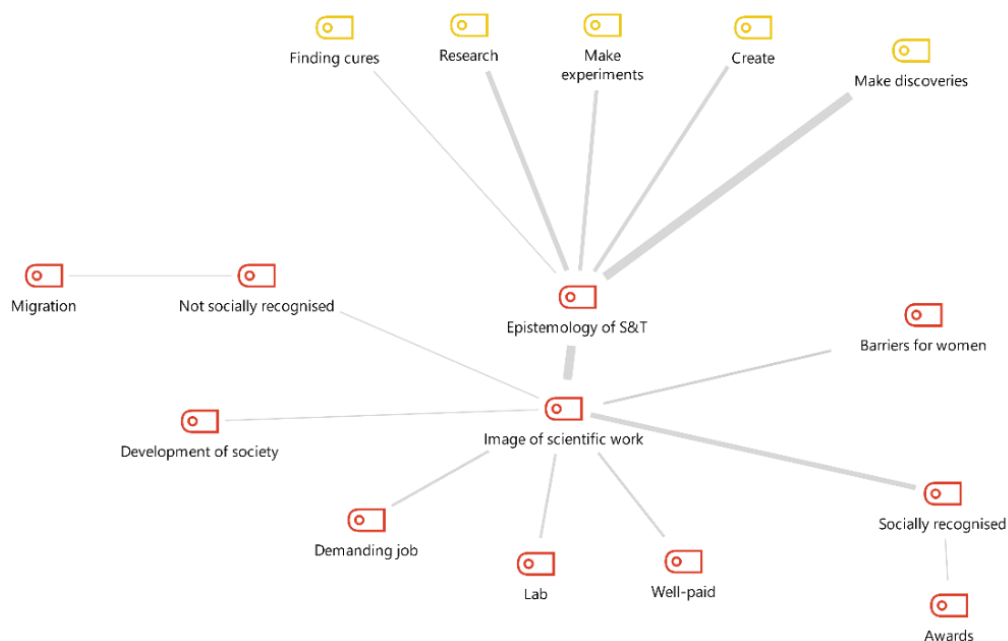 Finding cures
Research
Make
experiments
Create
Make discoveries
Migration
Not socially recognised
Epistemology of S&T
Barriers for women
Development of society
Image of scientific work
Demanding job
Lab
Well-paid
Socially recognised
Awards